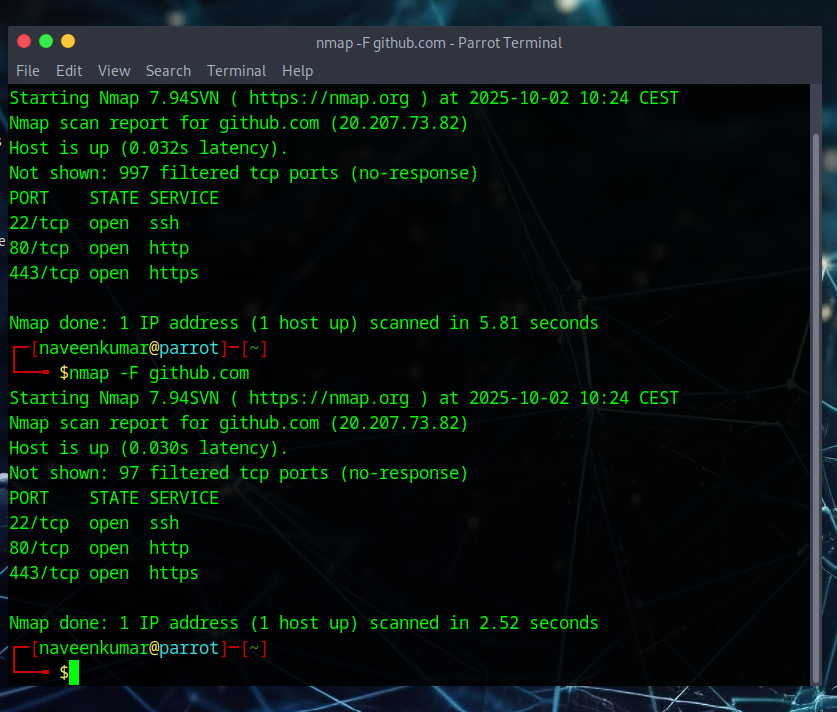 nmap -F github.com - Parrot Terminal
File Edit View Search Terminal Help
Starting Nmap 7.94SVN ( https://nmap.org ) at 2025-10-02 10:24 CEST
Nmap scan report for github.com (20.207.73.82)
Host is up (0.032s latency).
Not shown: 997 filtered tcp ports (no-response)
PORT    STATE SERVICE
22/tcp  open  ssh
80/tcp  open  http
443/tcp open  https
Nmap done: 1 IP address (1 host up) scanned in 5.81 seconds
┌─[naveenkumar@parrot]─[~]
└──╼ $nmap -F github.com
Starting Nmap 7.94SVN ( https://nmap.org ) at 2025-10-02 10:24 CEST
Nmap scan report for github.com (20.207.73.82)
Host is up (0.030s latency).
Not shown: 97 filtered tcp ports (no-response)
PORT    STATE SERVICE
22/tcp  open  ssh
80/tcp  open  http
443/tcp open  https
Nmap done: 1 IP address (1 host up) scanned in 2.52 seconds
┌─[naveenkumar@parrot]─[~]
└──╼ $